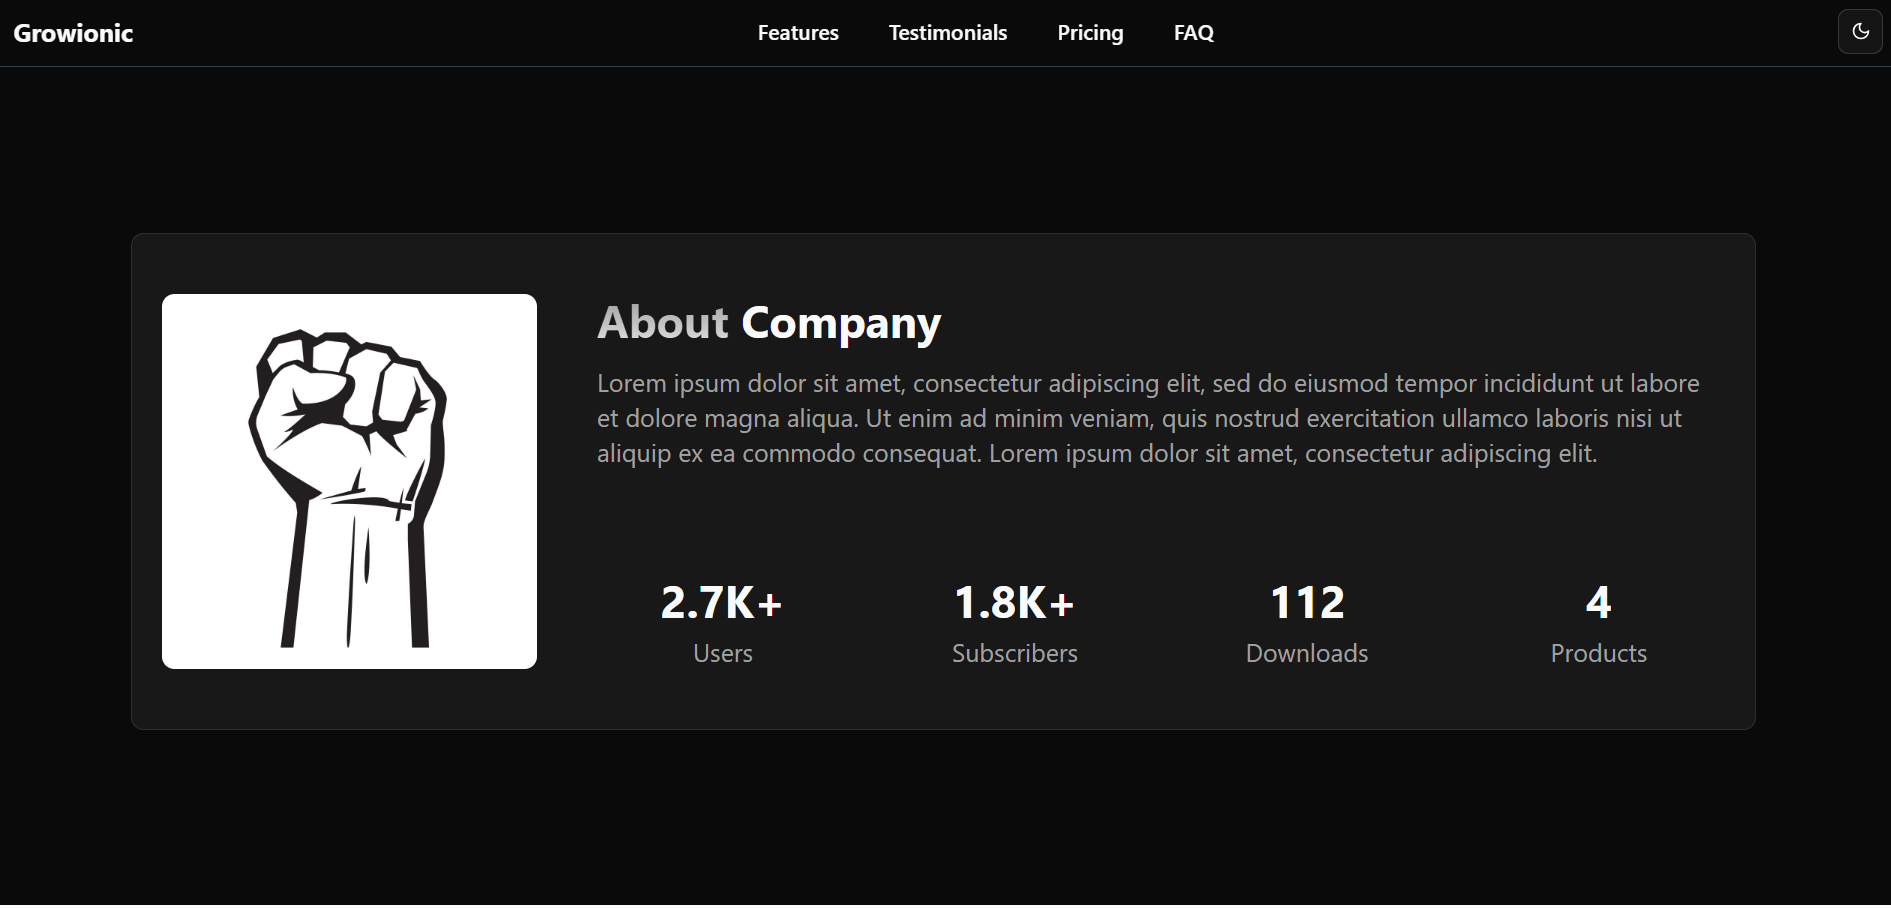 Growionic
Features Testimonials Pricing FAQ
About Company
Lorem ipsum dolor sit amet, consectetur adipiscing elit, sed do eiusmod tempor incididunt ut labore
et dolore magna aliqua. Ut enim ad minim veniam, quis nostrud exercitation ullamco laboris nisi ut
aliquip ex ea commodo consequat. Lorem ipsum dolor sit amet, consectetur adipiscing elit.
2.7K+
Users
1.8K+
Subscribers
112
Downloads
4
Products